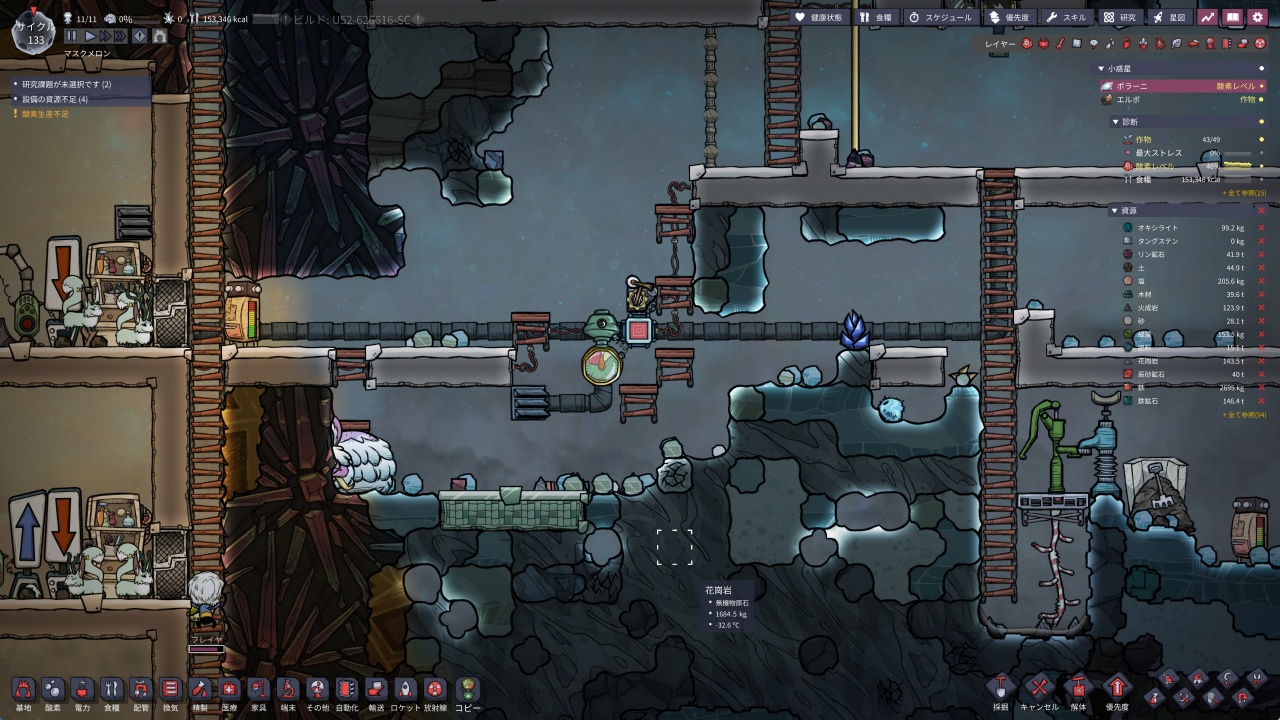 サイクル
133
11/11
0%
0
153,346 kcal
ビルド: U52-626616-SC
マスクメロン
健康状態
食糧
スケジュール
優先度
スキル
研究
星図
レイヤー
研究課題が未選択です (2)
設備の資源不足 (4)
酸素生産不足
小惑星
ボラーニ 酸素レベル
エルボ 作物
診断
作物 43/49
最大ストレス
酸素レベル
食糧 153,346 kcal
+全て参照(15)
資源
オキシライト 99.2 kg
タングステン 0 kg
リン鉱石 41.9 t
土 44.9 t
塩 205.6 kg
木材 39.6 t
火成岩 123.9 t
砂 28.1 t
花崗岩 143.5 t
辰砂鉱石 40 t
鉄 2695 kg
鉄鉱石 146.4 t
+全て参照(94)
花崗岩
無機物原石
1684.5 kg
-32.6 °C
フレイヤ
基地
酸素
電力
食糧
配管
換気
精製
医療
家具
端末
その他
自動化
輸送
ロケット
放射線
コピー
採掘
キャンセル
解体
優先度